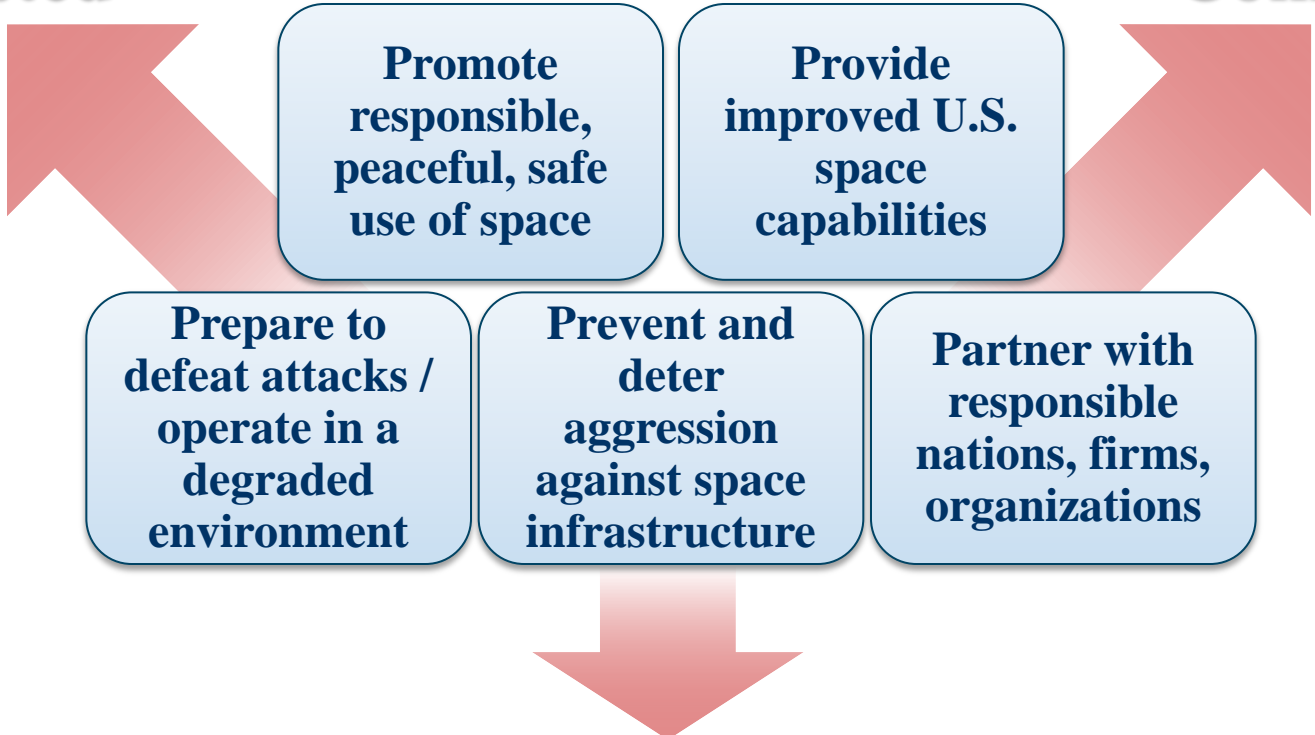 Promote
responsible,
peaceful, safe
use of space
Provide
improved U.S.
space
capabilities
Prepare to
defeat attacks /
operate in a
degraded
environment
Prevent and
deter
aggression
against space
infrastructure
Partner with
responsible
nations, firms,
organizations